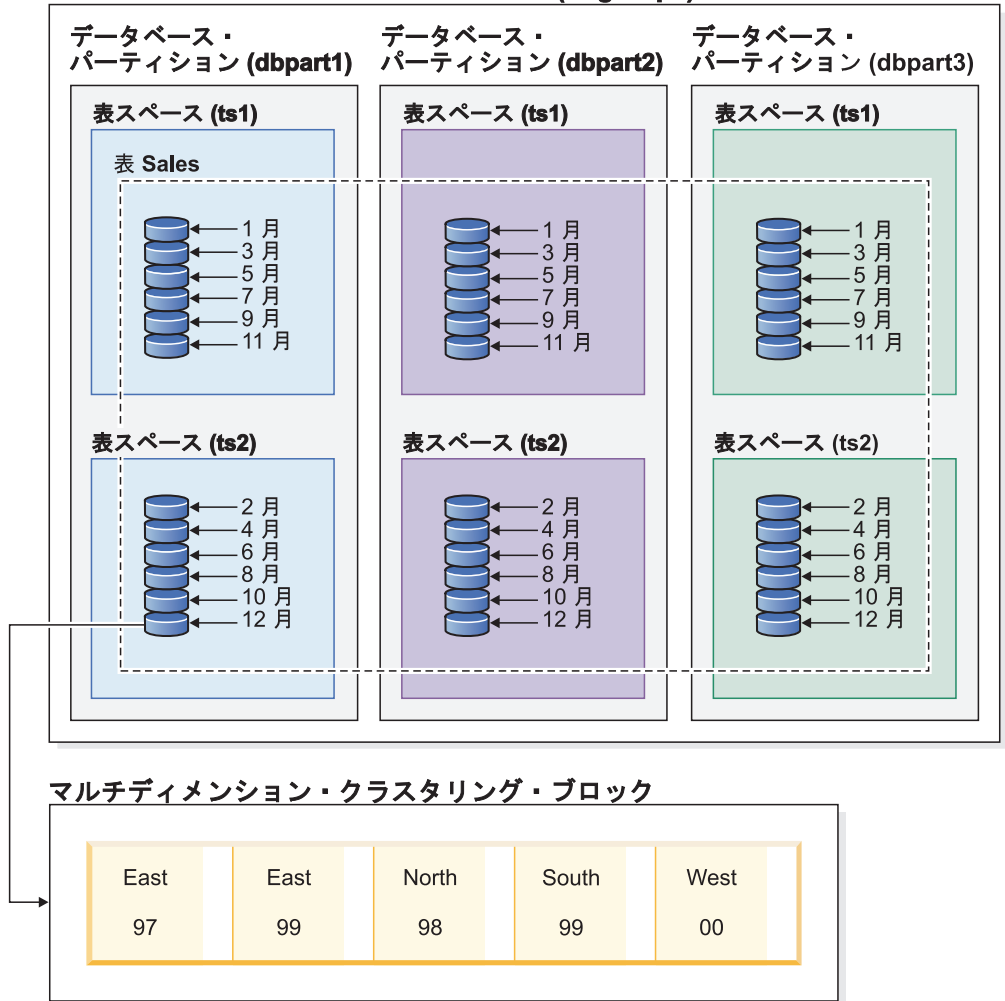 データベース・
パーティション (dbpart1)
データベース・
パーティション (dbpart2)
データベース・
パーティション (dbpart3)
表スペース (ts1)
表スペース (ts1)
表スペース (ts1)
表 Sales
1 月
3 月
5 月
7 月
9 月
11 月
1 月
3 月
5 月
7 月
9 月
11 月
1 月
3 月
5 月
7 月
9 月
11 月
表スペース (ts2)
表スペース (ts2)
表スペース (ts2)
2 月
4 月
6 月
8 月
10 月
12 月
2 月
4 月
6 月
8 月
10 月
12 月
2 月
4 月
6 月
8 月
10 月
12 月
マルチディメンション・クラスタリング・ブロック
East
East
North
South
West
97
99
98
99
00